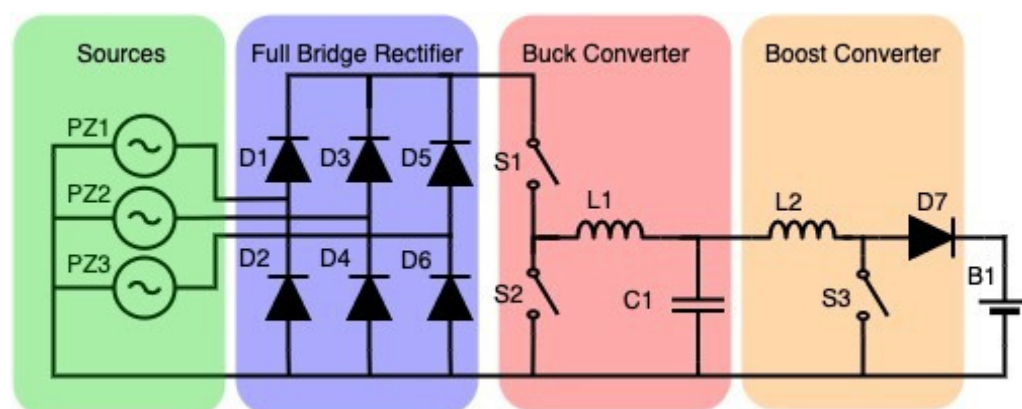 Sources
Full Bridge Rectifier
Buck Converter
Boost Converter
PZ1
PZ2
PZ3
D1
D3
D5
D2
D4
D6
S1
S2
L1
C1
L2
D7
S3
B1